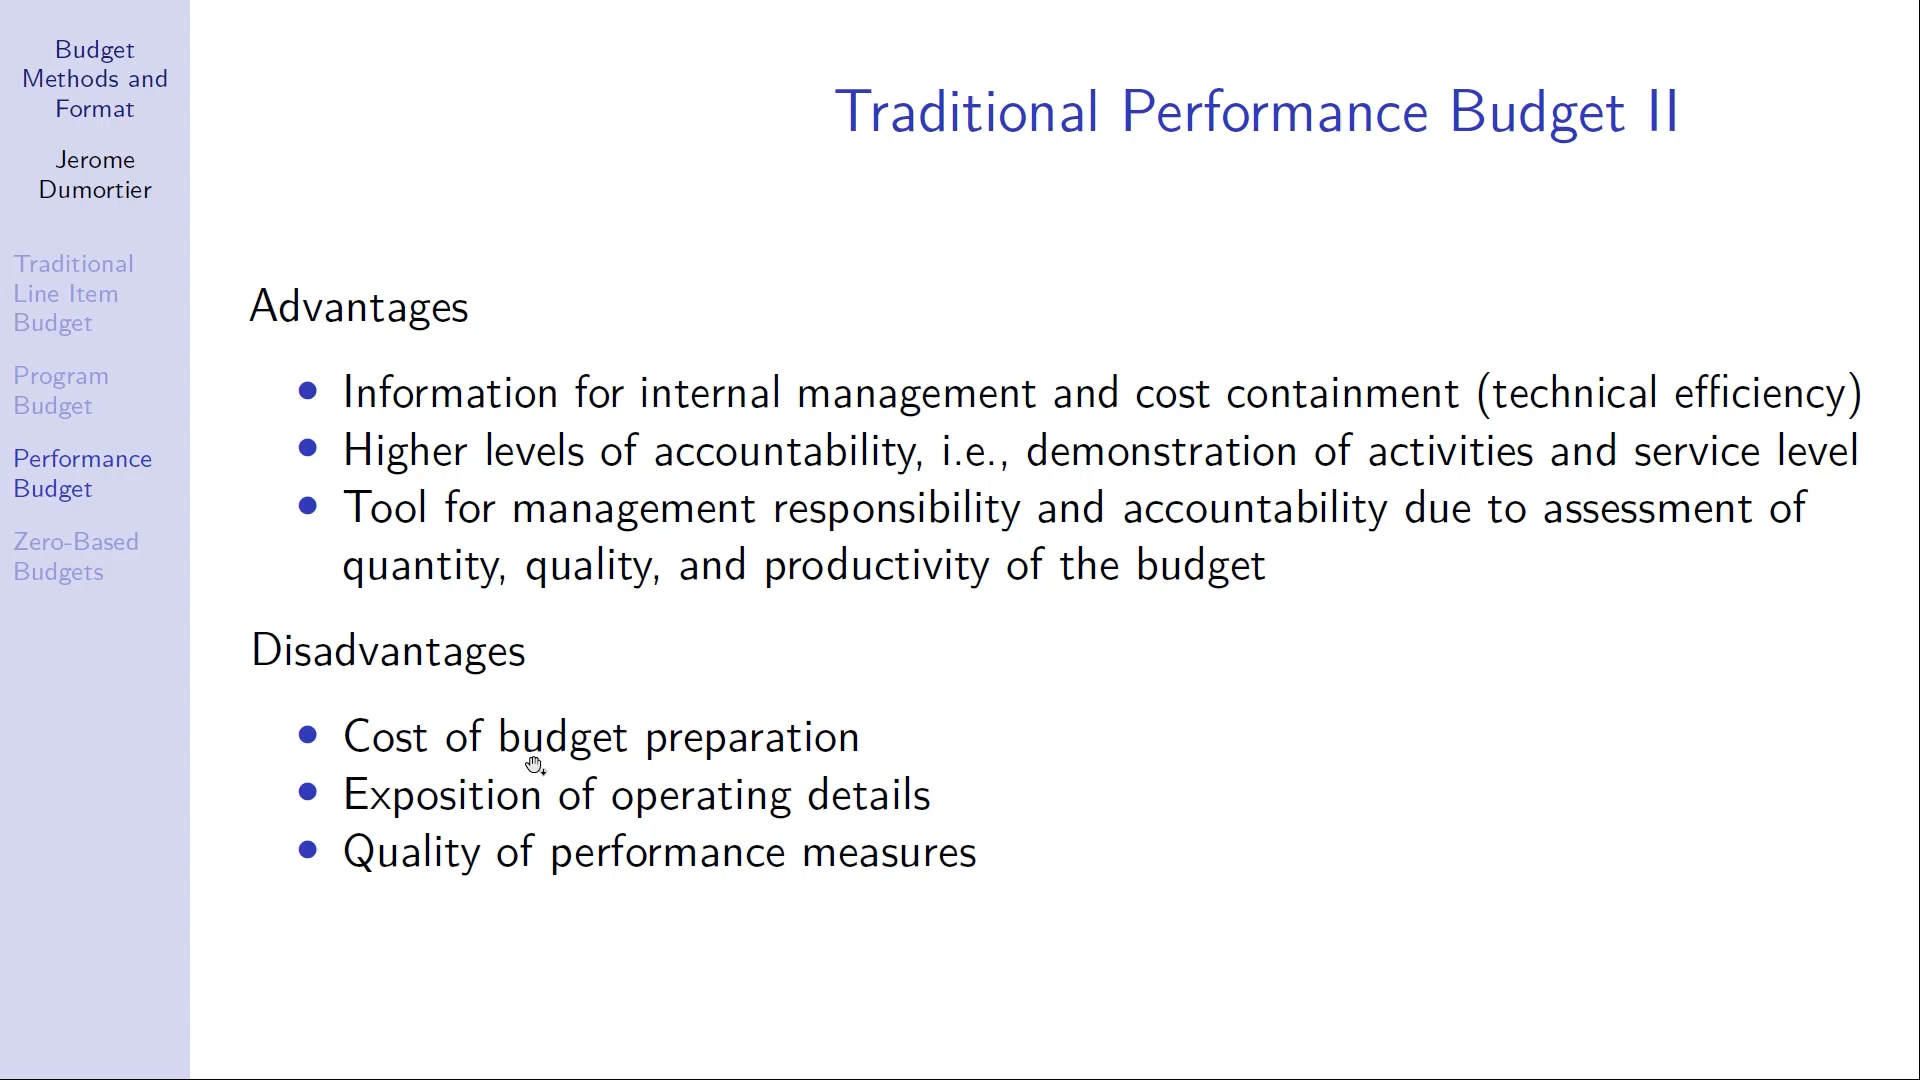 Budget
Methods and
Format
Jerome
Dumortier
Traditional
Line Item
Budget
Program
Budget
Performance
Budget
Zero-Based
Budgets
Traditional Performance Budget II
Advantages
• Information for internal management and cost containment (technical efficiency)
• Higher levels of accountability, i.e., demonstration of activities and service level
• Tool for management responsibility and accountability due to assessment of
quantity, quality, and productivity of the budget
Disadvantages
• Cost of budget preparation
• Exposition of operating details
• Quality of performance measures